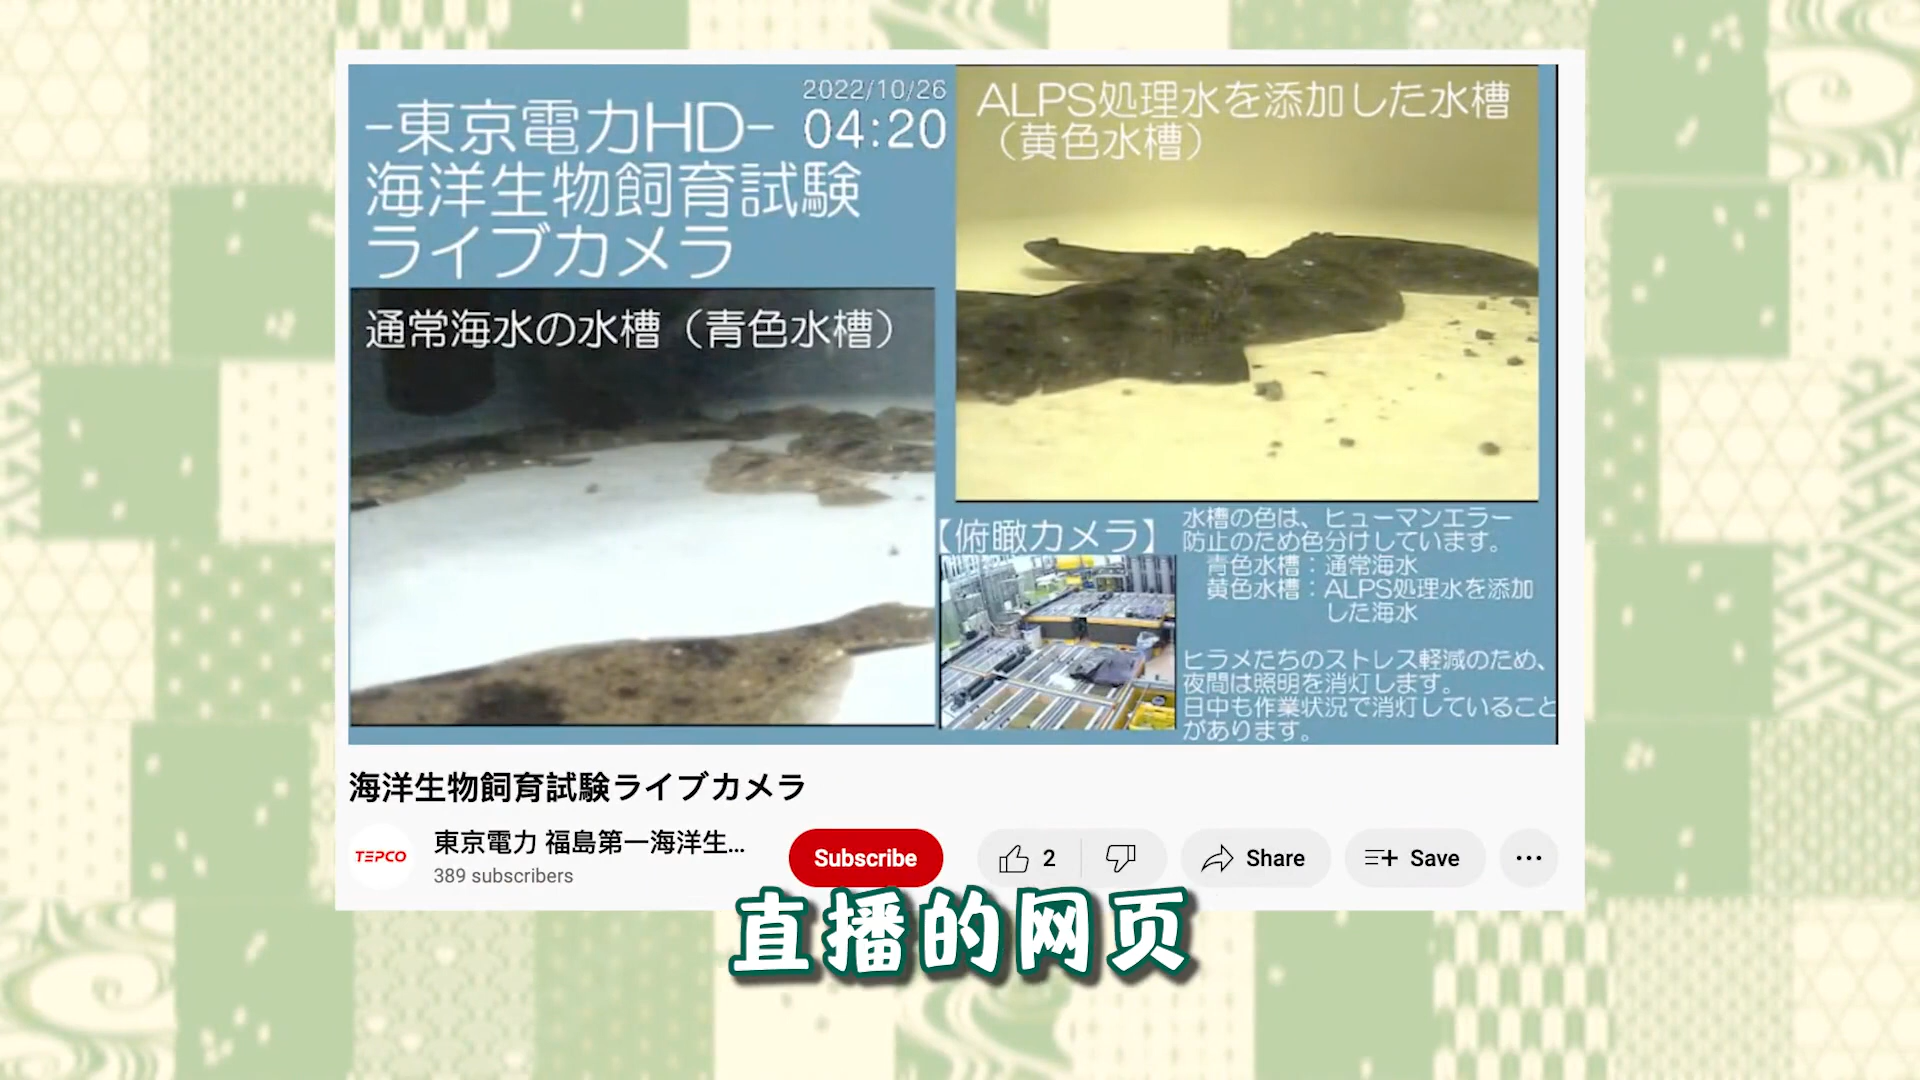 -東京電力HD-
2022/10/26
04:20
海洋生物飼育試験
ライブカメラ
通常海水の水槽（青色水槽）
ALPS処理水を添加した水槽
（黄色水槽）
【俯瞰カメラ】
水槽の色は、ヒューマンエラー
防止のため色分けしています。
青色水槽：通常海水
黄色水槽：ALPS処理水を添加
した海水
ヒラメたちのストレス軽減のため、
夜間は照明を消灯します。
日中も作業状況で消灯していること
があります。
海洋生物飼育試験ライブカメラ
TEPCO
東京電力 福島第一海洋生...
389 subscribers
Subscribe
2
Share
Save
直播的网页